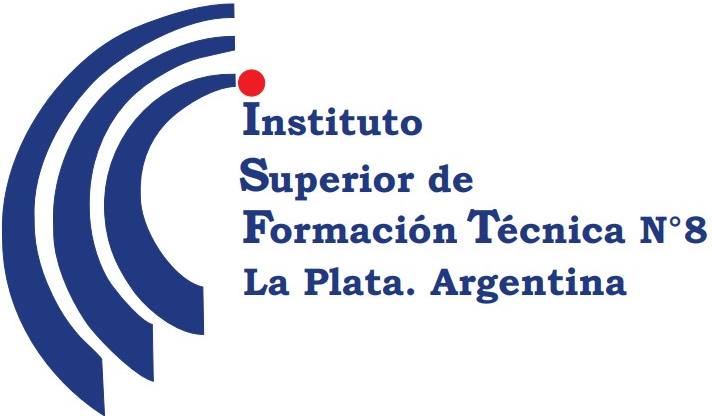 Instituto
Superior de
Formación Técnica N°8
La Plata. Argentina